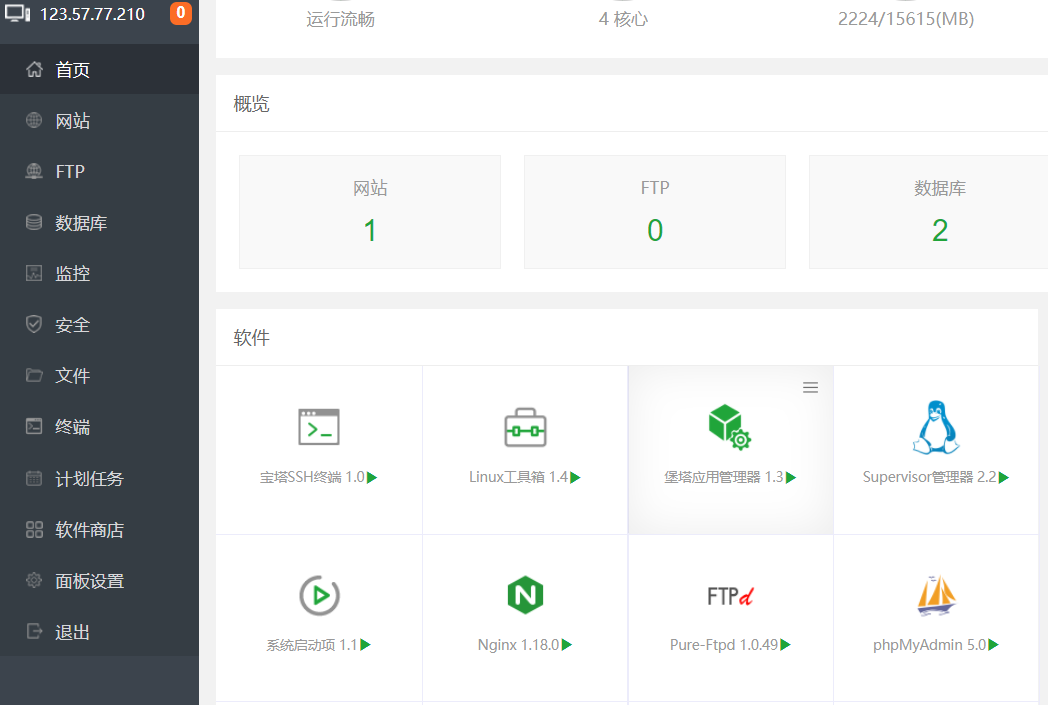 123.57.77.210 0
首页
网站
FTP
数据库
监控
安全
文件
终端
计划任务
软件商店
面板设置
退出
运行流畅 4 核心 2224/15615(MB)
概览
网站 FTP 数据库
1 0 2
软件
宝塔SSH终端 1.0 Linux工具箱 1.4 堡塔应用管理器 1.3 Supervisor管理器 2.2
FTPd
系统启动项 1.1 Nginx 1.18.0 Pure-Ftpd 1.0.49 phpMyAdmin 5.0